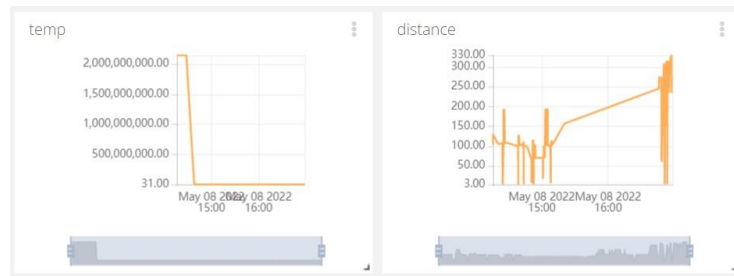 temp
distance
2,000,000,000.00
1,500,000,000.00
1,000,000,000.00
500,000,000.00
31.00
May 08 2022
15:00
May 08 2022
16:00
330.00
300.00
250.00
200.00
150.00
100.00
50.00
3.00
May 08 2022
15:00
May 08 2022
16:00